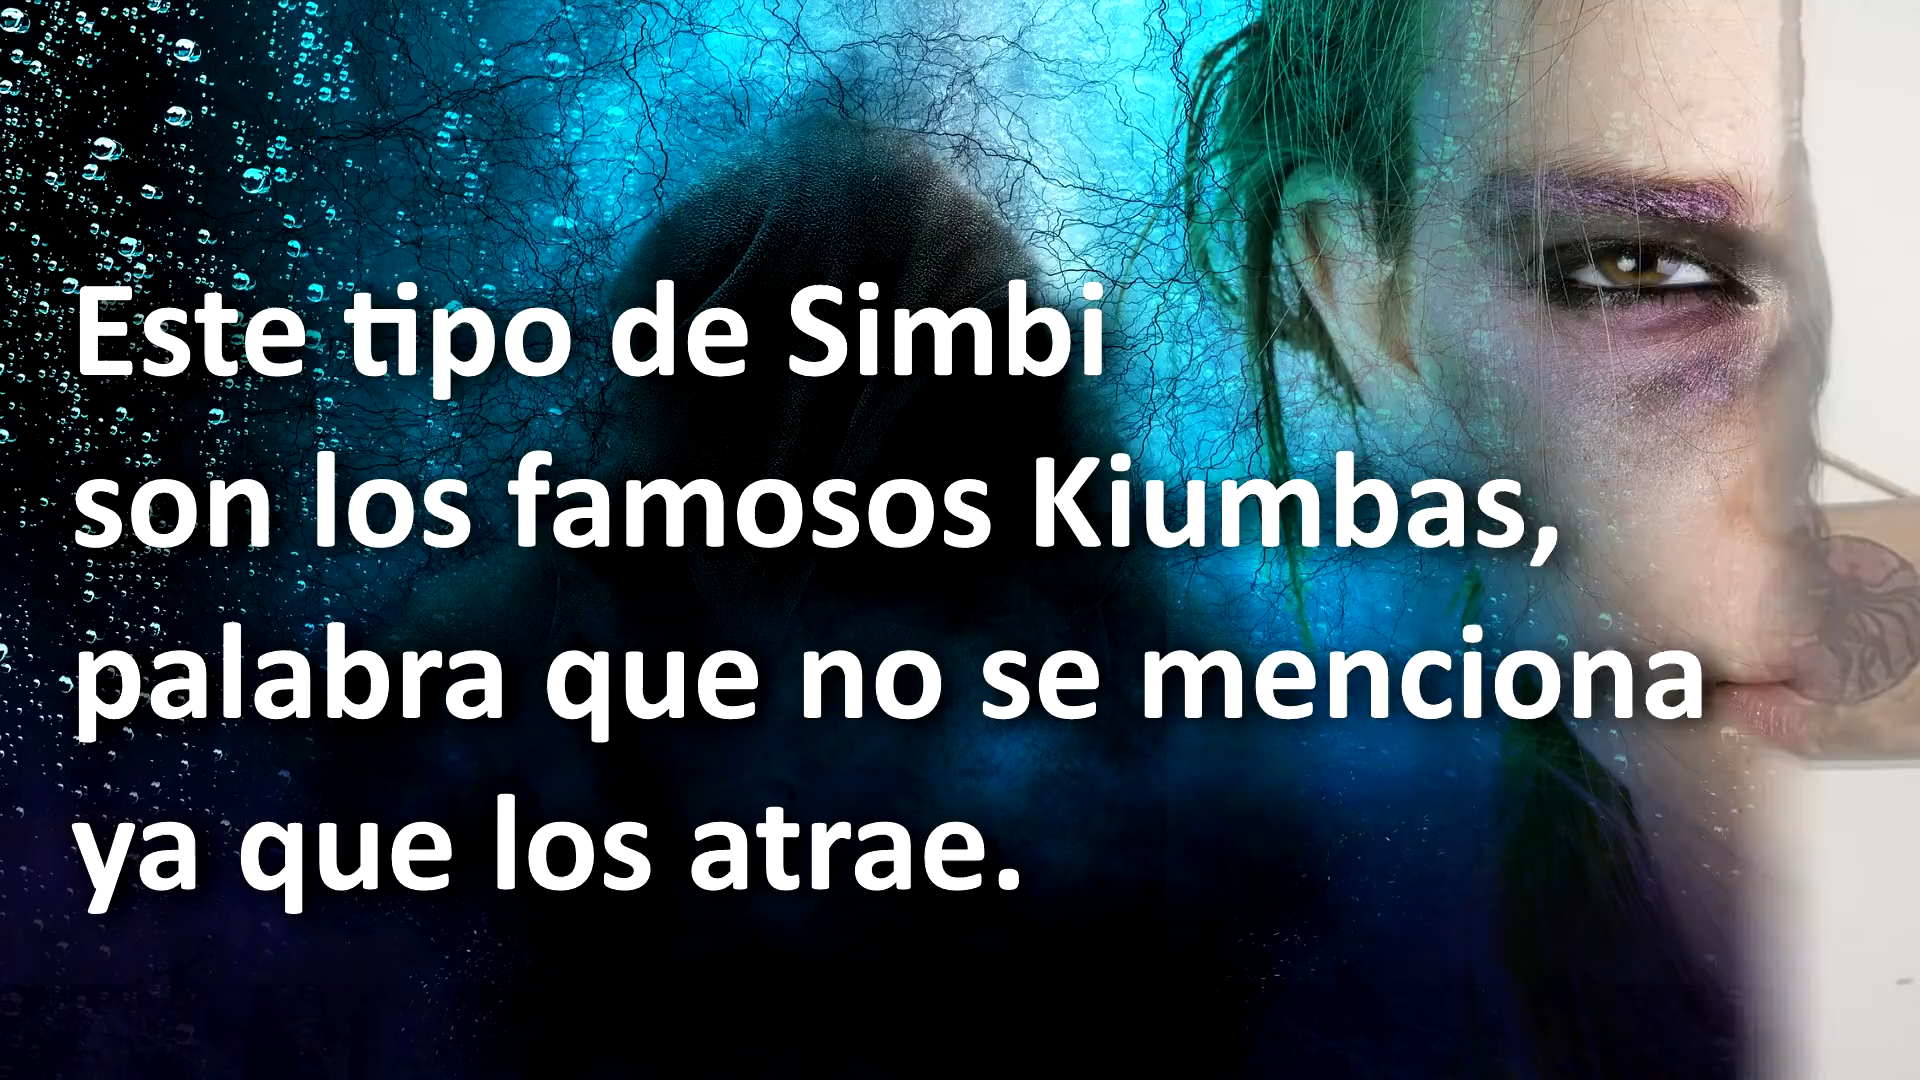 Este tipo de Simbi
son los famosos Kiumbas,
palabra que no se menciona
ya que los atrae.